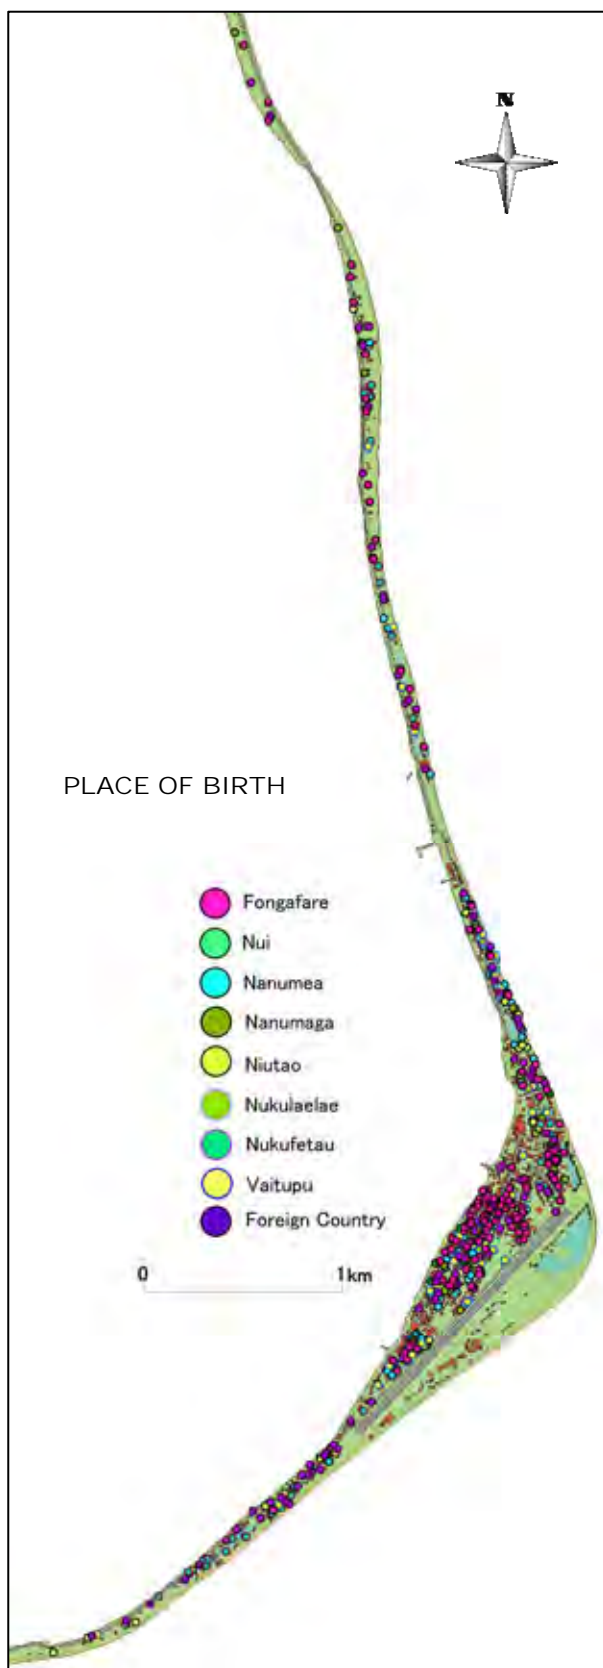 N
PLACE OF BIRTH
Fongafare
Nui
Nanumea
Nanumaga
Niutao
Nukulaelae
Nukufetau
Vaitupu
Foreign Country
0 1km